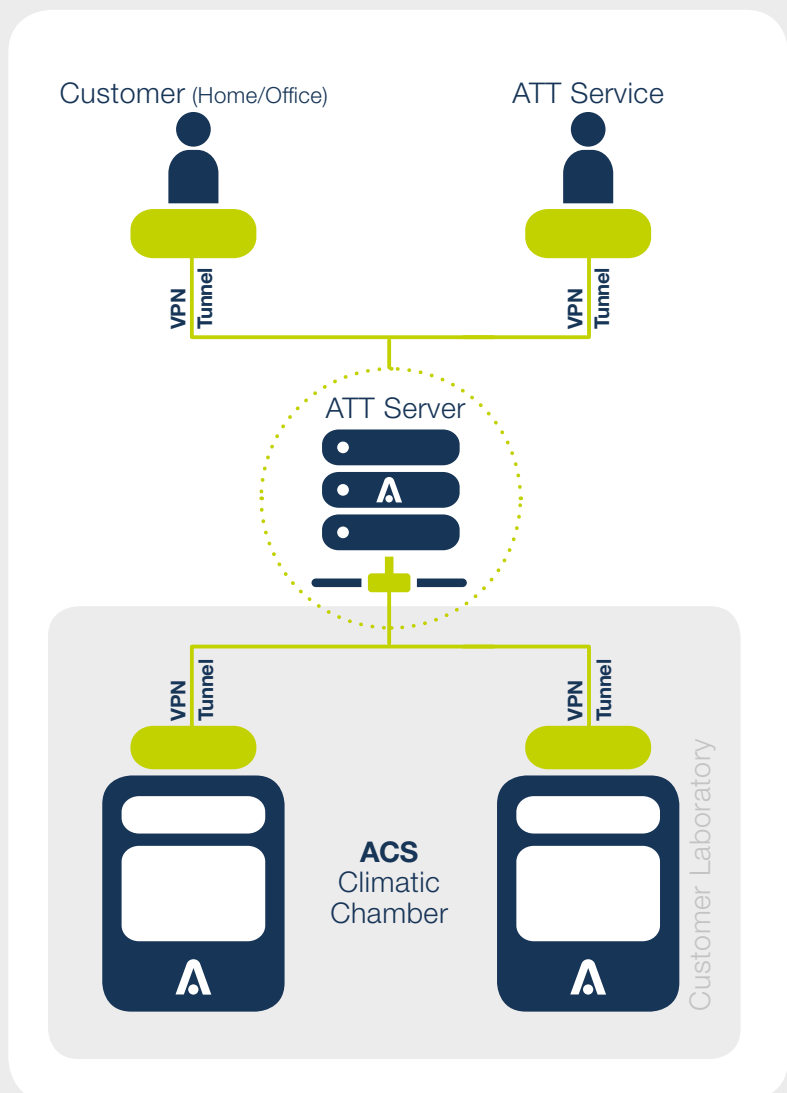 Customer (Home/Office)
ATT Service
VPN
Tunnel
VPN
Tunnel
ATT Server
VPN
Tunnel
VPN
Tunnel
ACS
Climatic
Chamber
Customer Laboratory